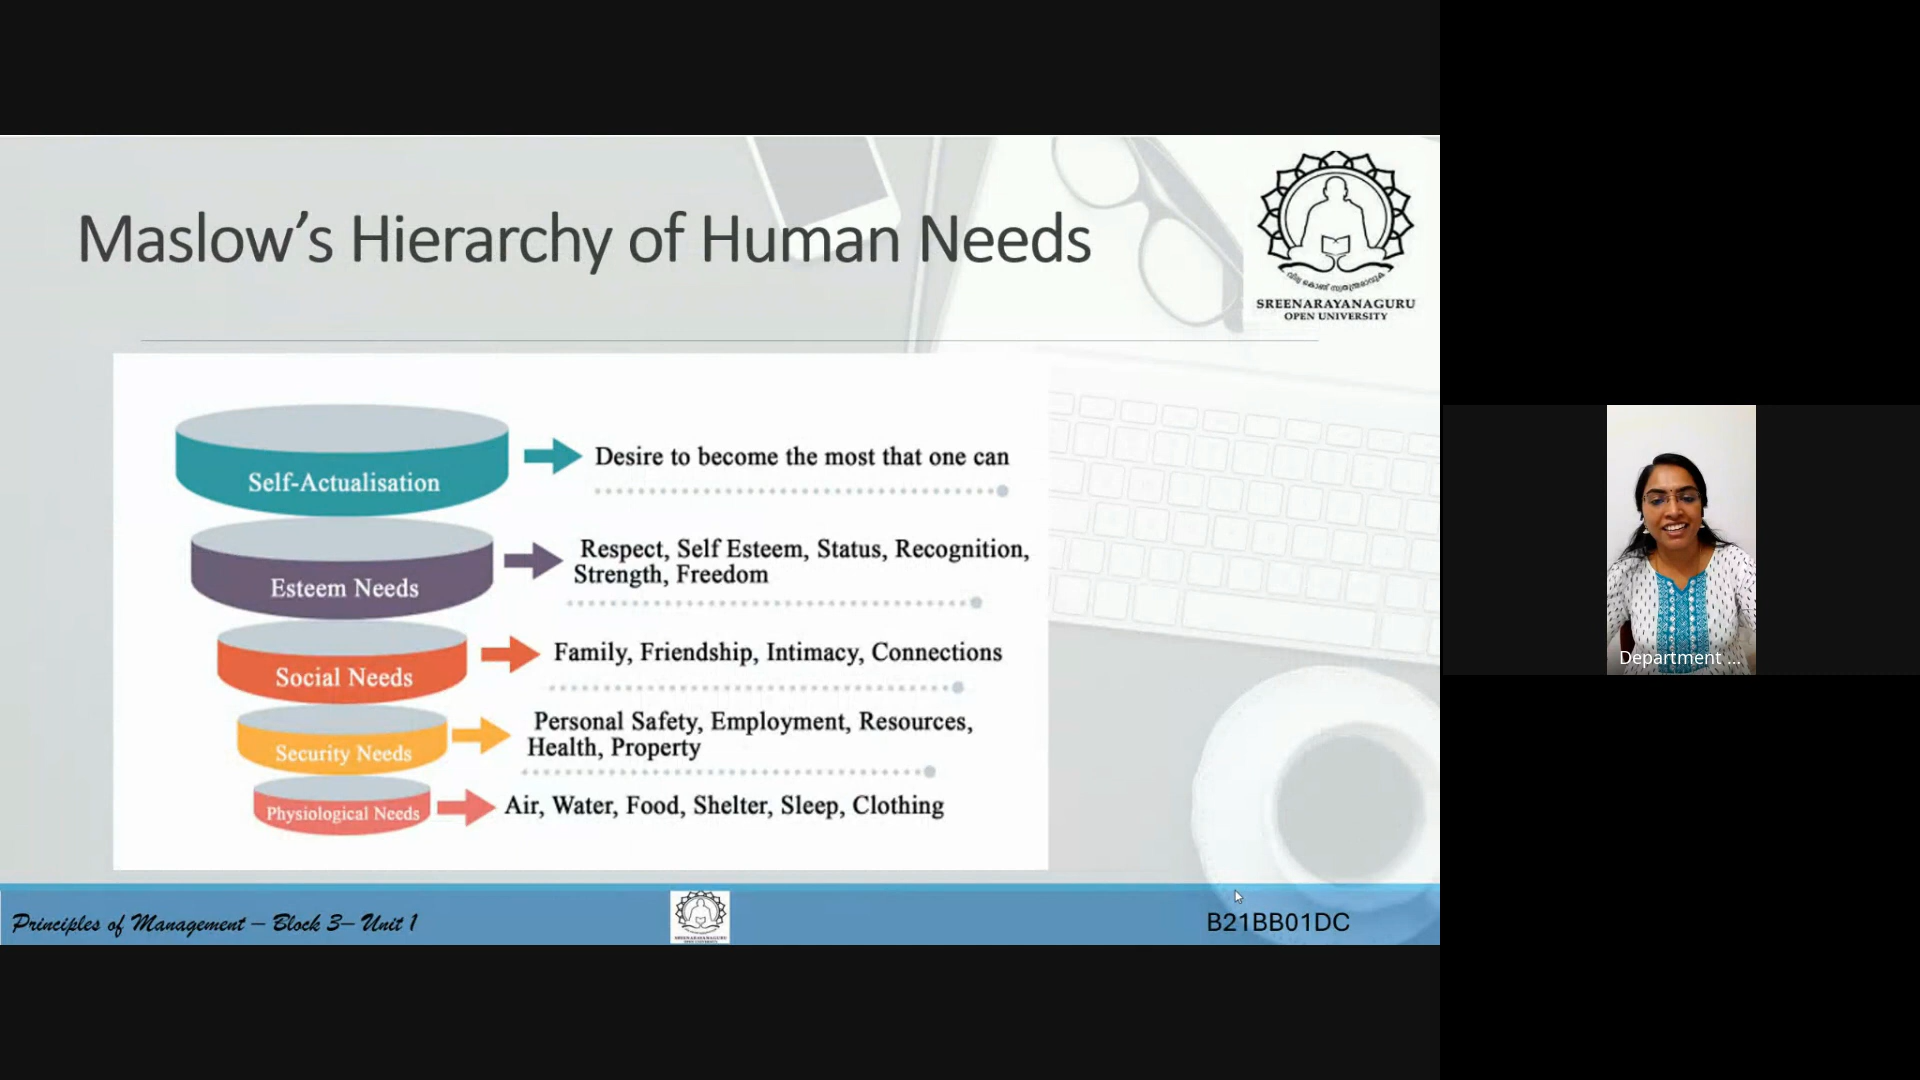 Maslow’s Hierarchy of Human Needs
SREENARAYANAGURU
OPEN UNIVERSITY
Self-Actualisation
Desire to become the most that one can
Esteem Needs
Respect, Self Esteem, Status, Recognition,
Strength, Freedom
Social Needs
Family, Friendship, Intimacy, Connections
Security Needs
Personal Safety, Employment, Resources,
Health, Property
Physiological Needs
Air, Water, Food, Shelter, Sleep, Clothing
Principles of Management – Block 3– Unit 1
B21BB01DC
Department ...